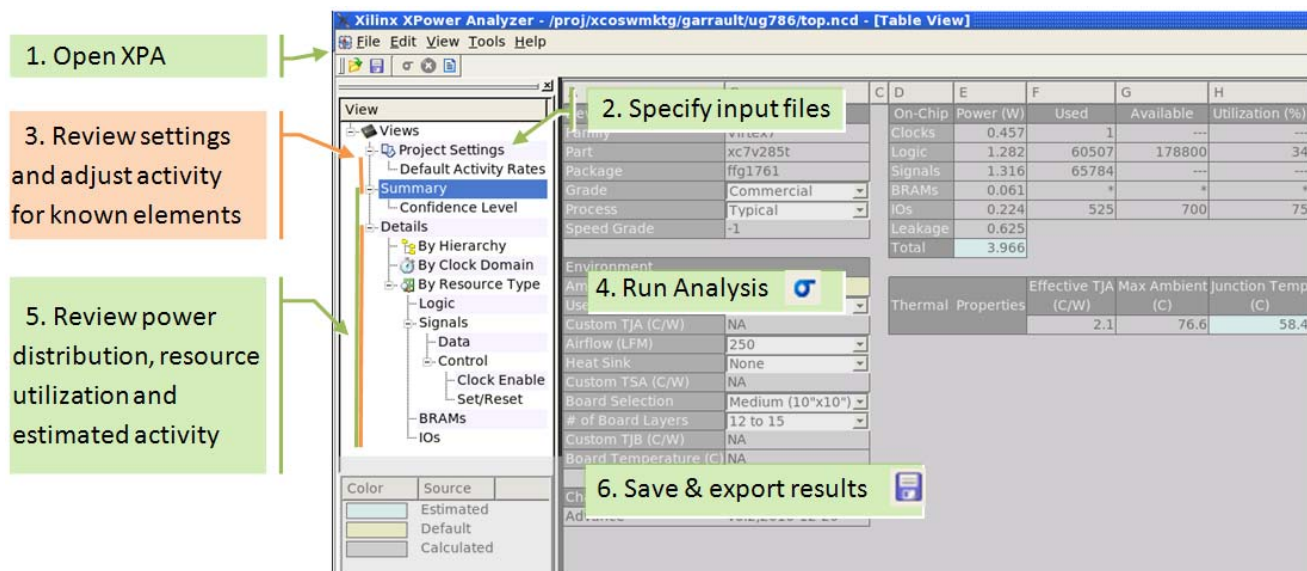 Xilinx XPower Analyzer - /proj/xcoswmktg/garrault/ug786/top.ncd - [Table View]
File Edit View Tools Help
1. Open XPA
2. Specify input files
3. Review settings
and adjust activity
for known elements
4. Run Analysis
5. Review power
distribution, resource
utilization and
estimated activity
6. Save & export results
View
Views
Project Settings
Default Activity Rates
Summary
Confidence Level
Details
By Hierarchy
By Clock Domain
By Resource Type
Logic
Signals
Data
Control
Clock Enable
Set/Reset
BRAMs
IOs
Color Source
Estimated
Default
Calculated
Family Virtex7
Part xc7v285t
Package ffg1761
Grade Commercial
Process Typical
Speed Grade -1
Environment
Custom TJA (C/W) NA
Airflow (LFM) 250
Heat Sink None
Custom TSA (C/W) NA
Board Selection Medium (10"x10")
# of Board Layers 12 to 15
Custom TJB (C/W) NA
Board Temperature (C) NA
C D E F G H
On-Chip Power (W) Used Available Utilization (%)
Clocks 0.457 1 --- ---
Logic 1.282 60507 178800 34
Signals 1.316 65784 --- ---
BRAMs 0.061 * * *
IOs 0.224 525 700 75
Leakage 0.625
Total 3.966
Effective TJA Max Ambient Junction Temp
Thermal Properties (C/W) (C) (C)
2.1 76.6 58.4